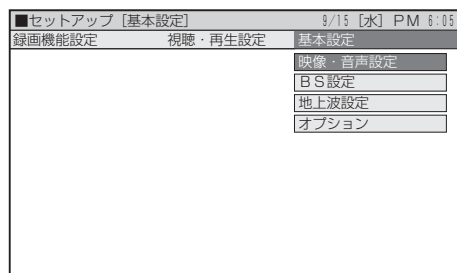 ■セットアップ［基本設定］ 9/15［水］PM 6:05
録画機能設定 視聴・再生設定 基本設定
映像・音声設定
ＢＳ設定
地上波設定
オプション